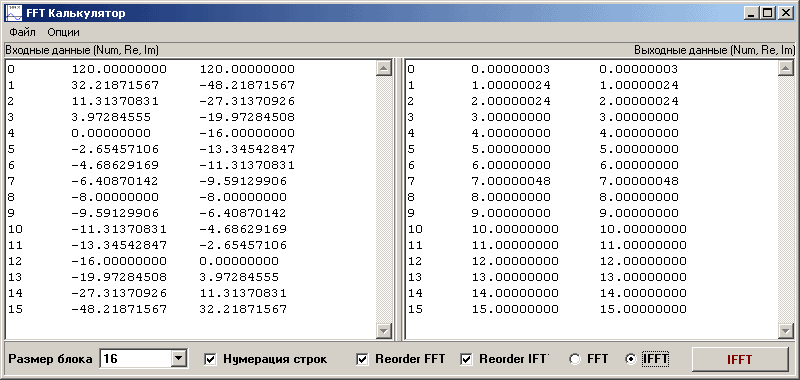 FFT Калькулятор
Файл Опции
Входные данные (Num, Re, Im) Выходные данные (Num, Re, Im)
0 120.00000000 120.00000000 0 0.00000003 0.00000003
1 32.21871567 -48.21871567 1 1.00000024 1.00000024
2 11.31370831 -27.31370926 2 2.00000024 2.00000024
3 3.97284555 -19.97284508 3 3.00000000 3.00000000
4 0.00000000 -16.00000000 4 4.00000000 4.00000000
5 -2.65457106 -13.34542847 5 5.00000000 5.00000000
6 -4.68629169 -11.31370831 6 6.00000000 6.00000000
7 -6.40870142 -9.59129906 7 7.00000048 7.00000048
8 -8.00000000 -8.00000000 8 8.00000000 8.00000000
9 -9.59129906 -6.40870142 9 9.00000000 9.00000000
10 -11.31370831 -4.68629169 10 10.00000000 10.00000000
11 -13.34542847 -2.65457106 11 11.00000000 11.00000000
12 -16.00000000 0.00000000 12 12.00000000 12.00000000
13 -19.97284508 3.97284555 13 13.00000000 13.00000000
14 -27.31370926 11.31370831 14 14.00000000 14.00000000
15 -48.21871567 32.21871567 15 15.00000000 15.00000000
Размер блока 16 Нумерация строк Reorder FFT Reorder IFT FFT IFFT IFFT